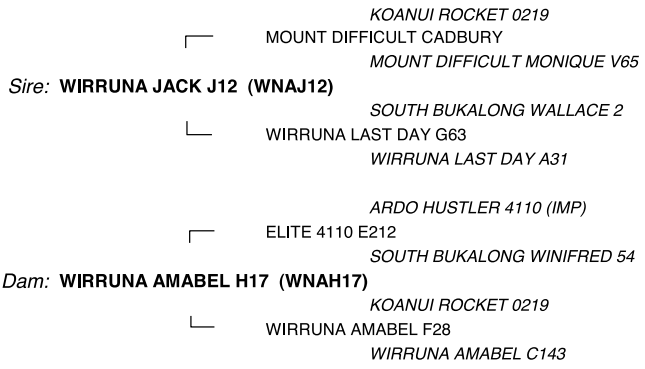 KOANUI ROCKET 0219
MOUNT DIFFICULT CADBURY
MOUNT DIFFICULT MONIQUE V65
Sire: WIRRUNA JACK J12 (WNAJ12)
SOUTH BUKALONG WALLACE 2
WIRRUNA LAST DAY G63
WIRRUNA LAST DAY A31
ARDO HUSTLER 4110 (IMP)
ELITE 4110 E212
SOUTH BUKALONG WINIFRED 54
Dam: WIRRUNA AMABEL H17 (WNAH17)
KOANUI ROCKET 0219
WIRRUNA AMABEL F28
WIRRUNA AMABEL C143